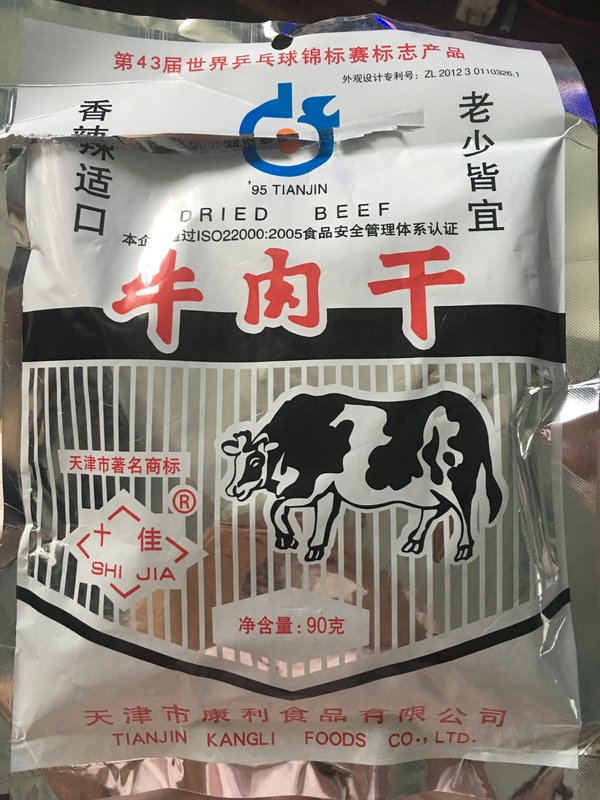 第43届世界乒乓球锦标赛标志产品
外观设计专利号：ZL 2012 3 0110326.1
香辣适口
老少皆宜
'95 TIANJIN
DRIED BEEF
本企 过ISO22000:2005食品安全管理体系认证
牛肉干
天津市著名商标
®
十佳
SHI JIA
净含量：90克
天津市康利食品有限公司
TIANJIN KANGLI FOODS CO., LTD.